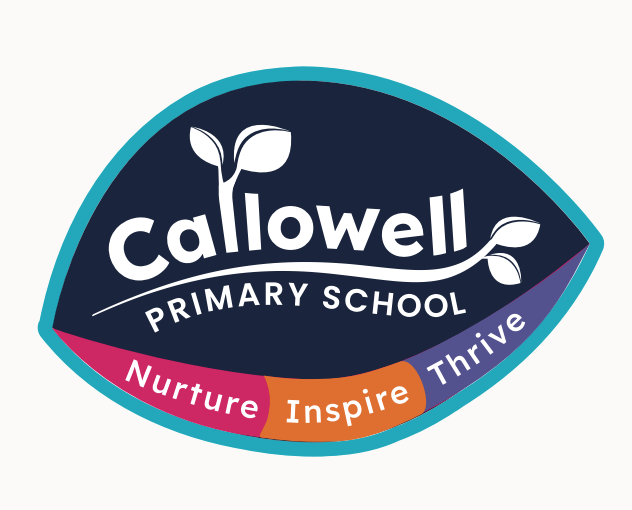 Callowell
PRIMARY SCHOOL
Nurture Inspire Thrive